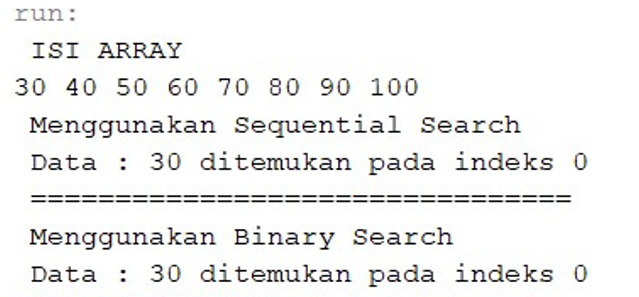 run:
ISI ARRAY
30 40 50 60 70 80 90 100
Menggunakan Sequential Search
Data : 30 ditemukan pada indeks 0
================================
Menggunakan Binary Search
Data : 30 ditemukan pada indeks 0